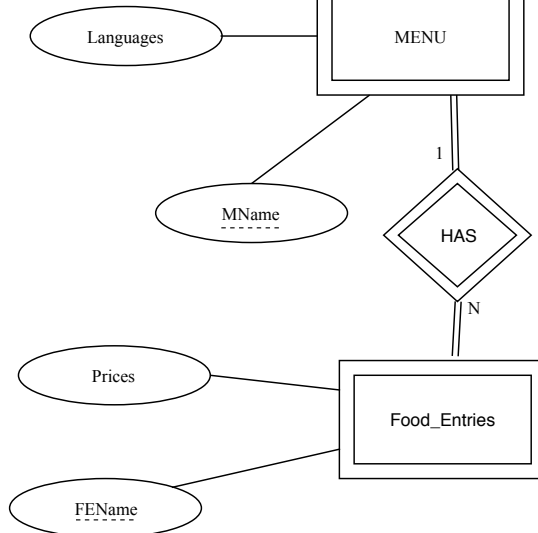 Languages
MENU
1
MName
HAS
N
Prices
Food_Entries
FEName